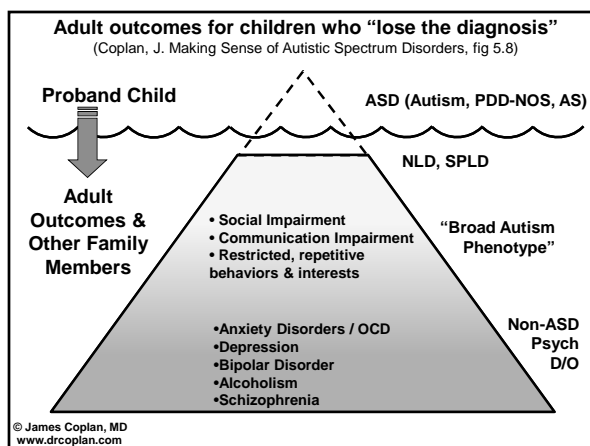 Adult outcomes for children who “lose the diagnosis”
(Coplan, J. Making Sense of Autistic Spectrum Disorders, fig 5.8)
Proband Child
ASD (Autism, PDD-NOS, AS)
NLD, SPLD
Adult
Outcomes &
Other Family
Members
• Social Impairment
• Communication Impairment
• Restricted, repetitive
behaviors & interests
“Broad Autism
Phenotype”
•Anxiety Disorders / OCD
•Depression
•Bipolar Disorder
•Alcoholism
•Schizophrenia
Non-ASD
Psych
D/O
© James Coplan, MD
www.drcoplan.com